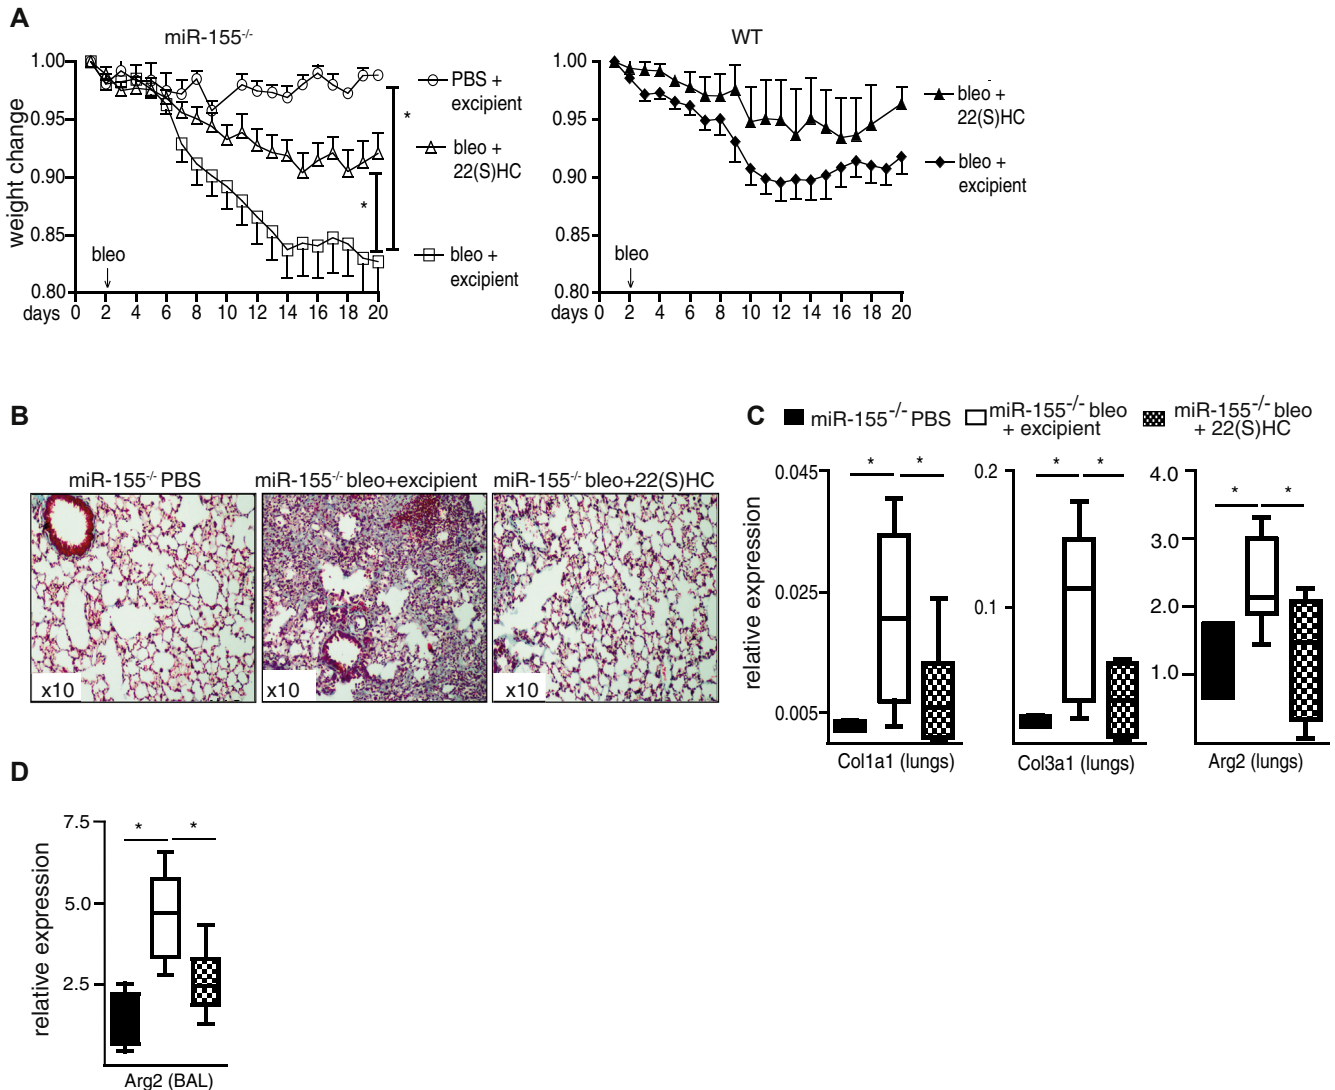 A
miR-155-/-
WT
weight change
1.00
0.95
0.90
0.85
0.80
bleo
days 0 2 4 6 8 10 12 14 16 18 20
*
*
PBS +
excipient
bleo +
22(S)HC
bleo +
excipient
1.00
0.95
0.90
0.85
0.80
bleo
days 0 2 4 6 8 10 12 14 16 18 20
bleo +
22(S)HC
bleo +
excipient
B
miR-155-/- PBS
miR-155-/- bleo+excipient
miR-155-/- bleo+22(S)HC
x10
x10
x10
C
miR-155-/- PBS
miR-155-/- bleo
+ excipient
miR-155-/- bleo
+ 22(S)HC
relative expression
0.045
0.025
0.005
* *
Col1a1 (lungs)
0.2
0.1
* *
Col3a1 (lungs)
4.0
3.0
2.0
1.0
* *
Arg2 (lungs)
D
relative expression
7.5
5.0
2.5
* *
Arg2 (BAL)